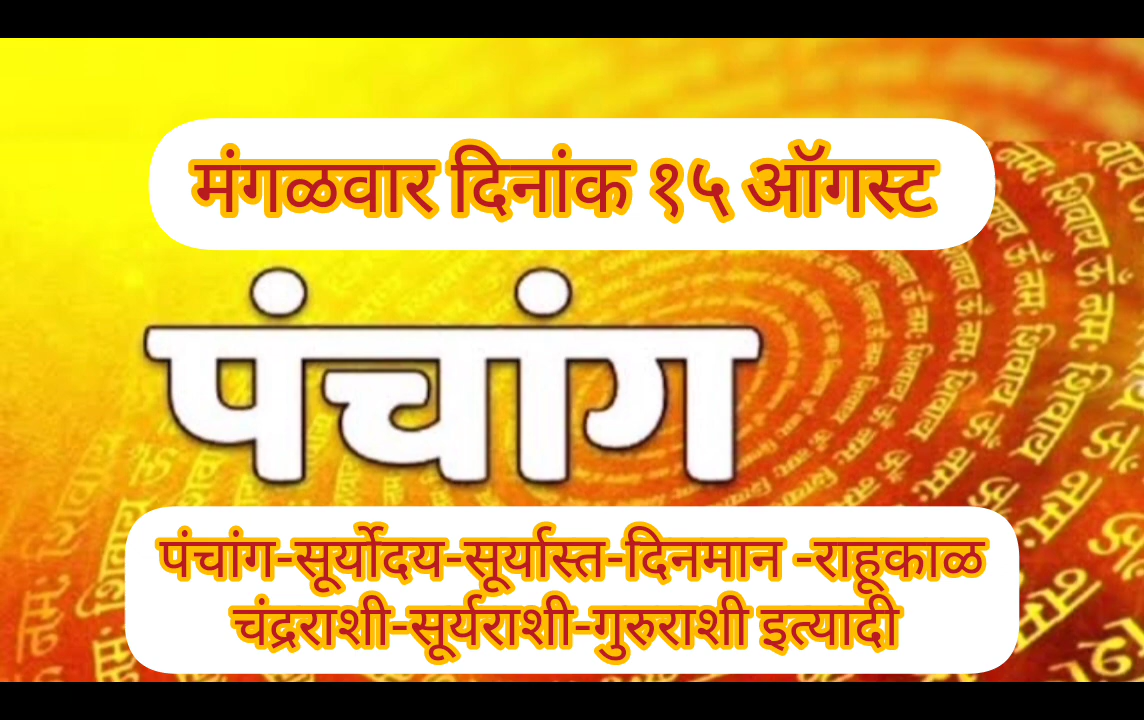 मंगळवार दिनांक १५ ऑगस्ट
पंचांग
पंचांग-सूर्योदय-सूर्यास्त-दिनमान -राहूकाळ
चंद्रराशी-सूर्यराशी-गुरुराशी इत्यादी